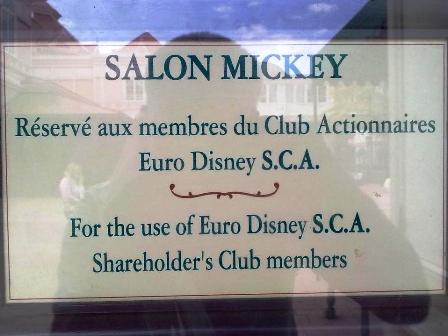 SALON MICKEY
Réservé aux membres du Club Actionnaires
Euro Disney S.C.A.
For the use of Euro Disney S.C.A.
Shareholder's Club members